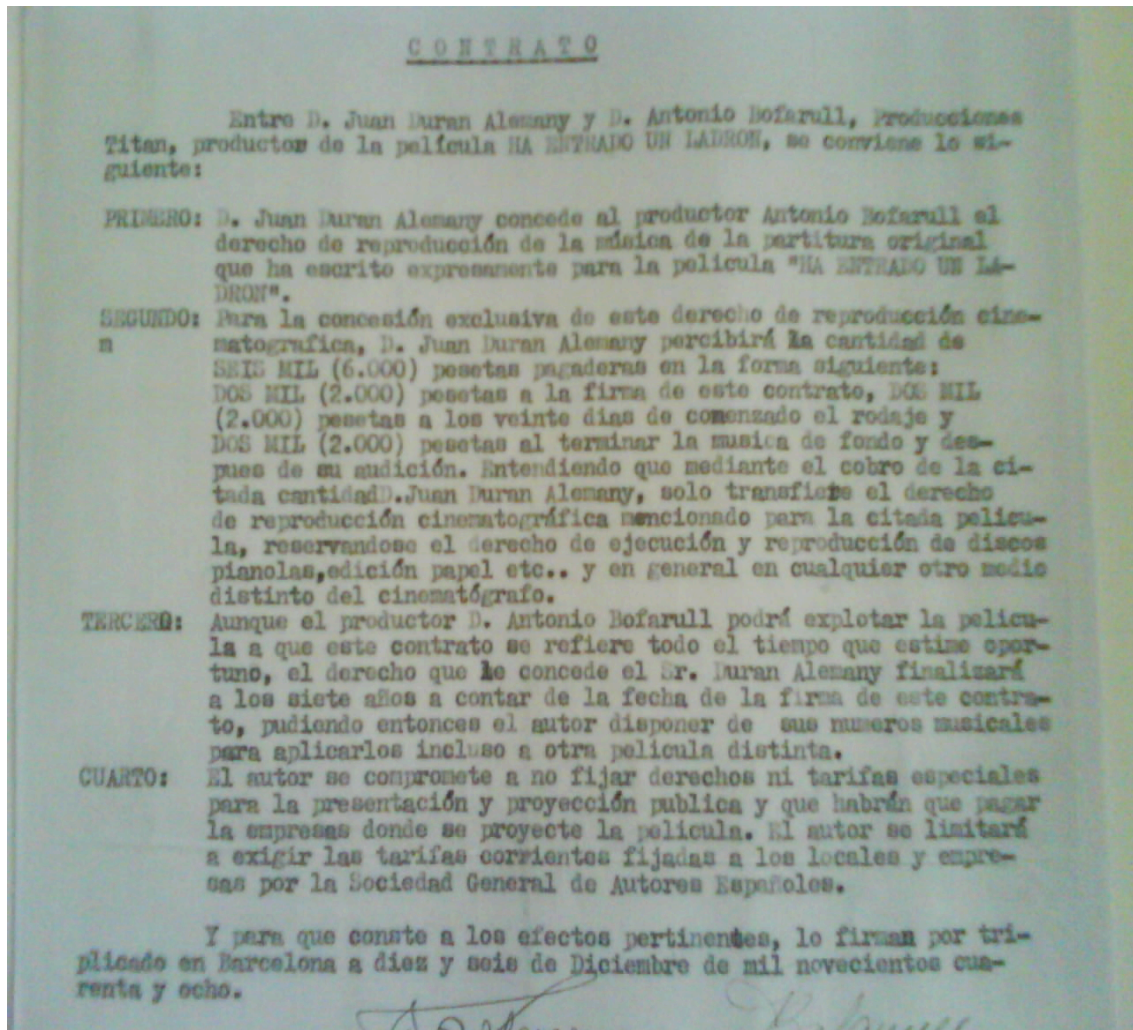 CONTRATO
Entre D. Juan Duran Alemany y D. Antonio Bofarull, Producciones
Titan, productor de la película HA ENTRADO UN LADRON, se conviene lo si-
guiente:
PRIMERO: D. Juan Duran Alemany concede al productor Antonio Bofarull el
derecho de reproducción de la música de la partitura original
que ha escrito expresamente para la pelicula "HA ENTRADO UN LA-
DRON".
SEGUNDO: Para la concesión exclusiva de este derecho de reproducción cine-
n matografica, D. Juan Duran Alemany percibirá la cantidad de
SEIS MIL (6.000) pesetas pagaderas en la forma siguiente:
DOS MIL (2.000) pesetas a la firma de este contrato, DOS MIL
(2.000) pesetas a los veinte dias de comenzado el rodaje y
DOS MIL (2.000) pesetas al terminar la musica de fondo y des-
pues de su audición. Entendiendo que mediante el cobro de la ci-
tada cantidad D.Juan Duran Alemany, solo transfiere el derecho
de reproducción cinematográfica mencionado para la citada pelicu-
la, reservandose el derecho de ejecución y reproducción de discos
pianolas,edición papel etc.. y en general en cualquier otro medio
distinto del cinematógrafo.
TERCERO: Aunque el productor D. Antonio Bofarull podrá explotar la pelicu-
la a que este contrato se refiere todo el tiempo que estime opor-
tuno, el derecho que le concede el Sr. Duran Alemany finalizará
a los siete años a contar de la fecha de la firma de este contra-
to, pudiendo entonces el autor disponer de sus numeros musicales
para aplicarlos incluso a otra pelicula distinta.
CUARTO: El autor se compromete a no fijar derechos ni tarifas especiales
para la presentación y proyección publica y que habrán que pagar
la empresas donde se proyecte la pelicula. El autor se limitará
a exigir las tarifas corrientes fijadas a los locales y empre-
sas por la Sociedad General de Autores Españoles.
Y para que conste a los efectos pertinentes, lo firman por tri-
plicado en Barcelona a diez y seis de Diciembre de mil novecientos cua-
renta y ocho.